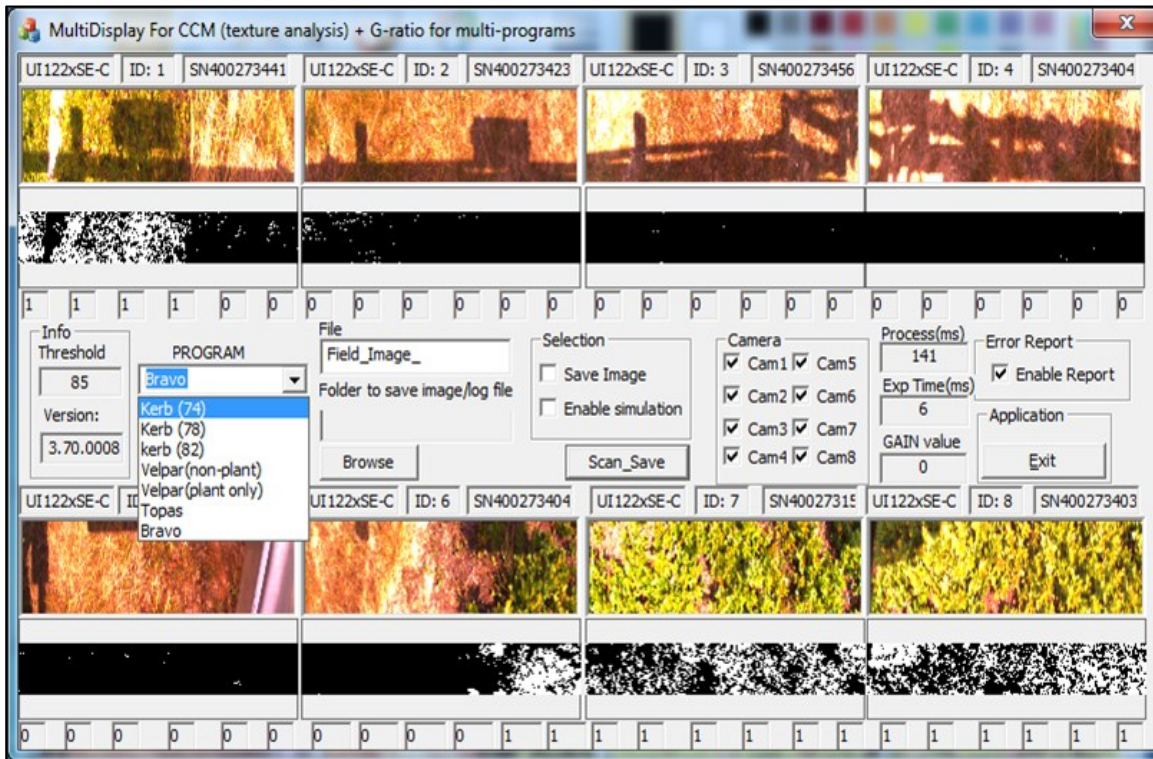 MultiDisplay For CCM (texture analysis) + G-ratio for multi-programs
UI122xSE-C ID: 1 SN400273441 UI122xSE-C ID: 2 SN400273423 UI122xSE-C ID: 3 SN400273456 UI122xSE-C ID: 4 SN400273404
1 1 1 1 0 0 0 0 0 0 0 0 0 0 0 0 0 0 0 0 0 0 0 0
Info
Threshold
85
Version:
3.70.0008
PROGRAM
Bravo
Kerb (74)
Kerb (78)
kerb (82)
Velpar(non-plant)
Velpar(plant only)
Topas
Bravo
File
Field_Image_
Folder to save image/log file
Browse
Selection
Save Image
Enable simulation
Scan_Save
Camera
Cam1 Cam5
Cam2 Cam6
Cam3 Cam7
Cam4 Cam8
Process(ms)
141
Exp Time(ms)
6
GAIN value
0
Error Report
Enable Report
Application
Exit
UI122xSE-C UI122xSE-C ID: 6 SN400273404 UI122xSE-C ID: 7 SN40027315 UI122xSE-C ID: 8 SN400273403
0 0 0 0 0 0 0 0 0 0 1 1 1 1 1 1 1 1 1 1 1 1 1 1